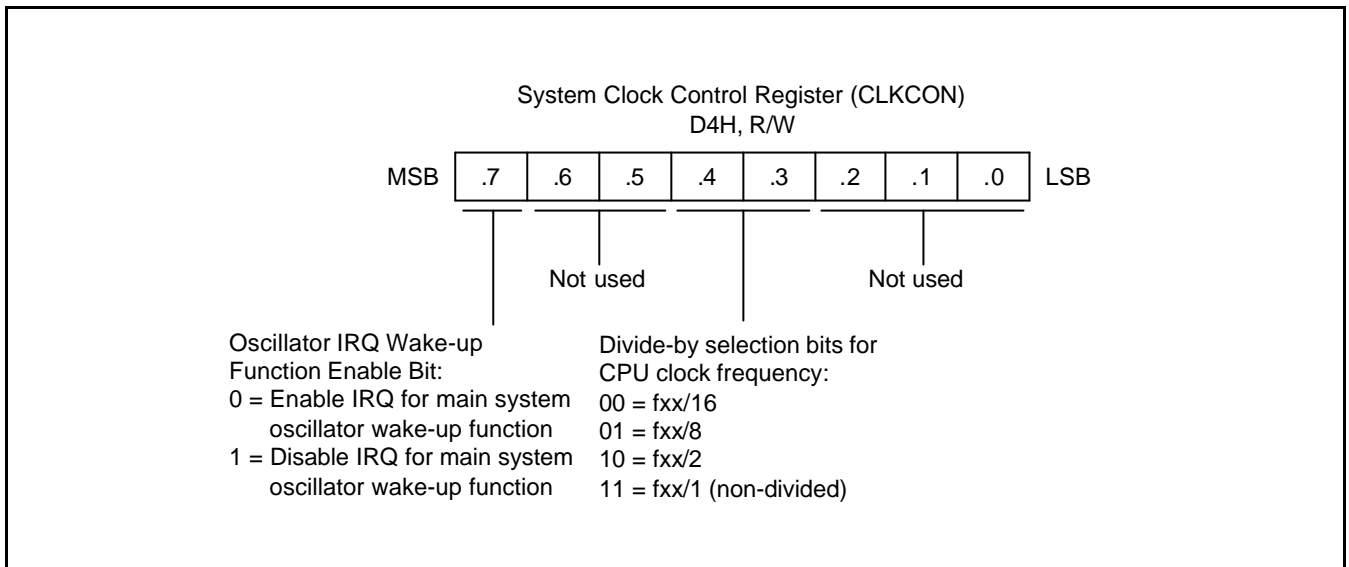 System Clock Control Register (CLKCON)
D4H, R/W
MSB .7 .6 .5 .4 .3 .2 .1 .0 LSB
Not used
Not used
Oscillator IRQ Wake-up
Function Enable Bit:
0 = Enable IRQ for main system
oscillator wake-up function
1 = Disable IRQ for main system
oscillator wake-up function
Divide-by selection bits for
CPU clock frequency:
00 = fxx/16
01 = fxx/8
10 = fxx/2
11 = fxx/1 (non-divided)